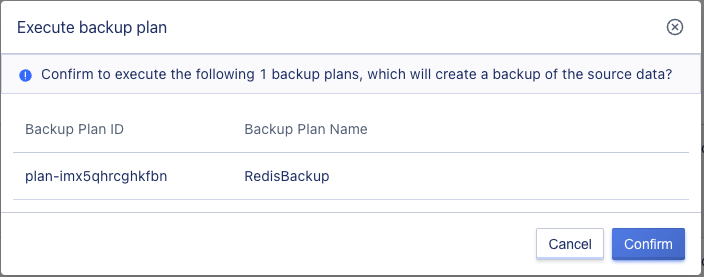 Execute backup plan
Confirm to execute the following 1 backup plans, which will create a backup of the source data?
Backup Plan ID Backup Plan Name
plan-imx5qhrcghkfbn RedisBackup
Cancel Confirm